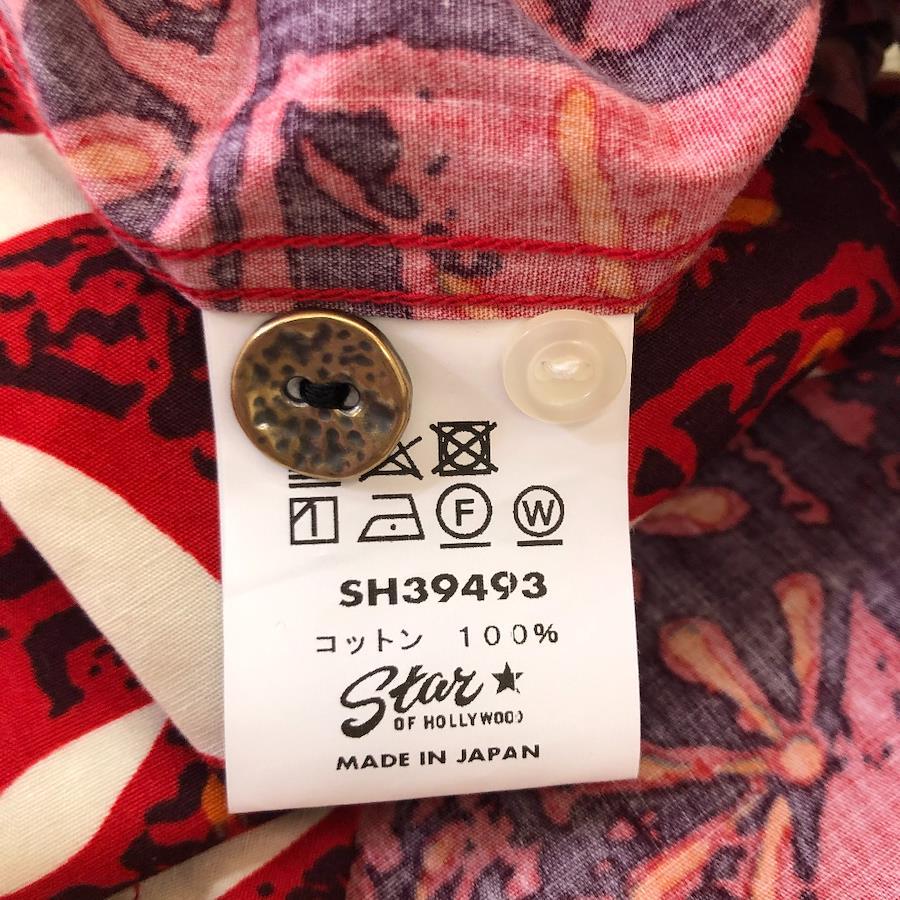 F W
SH39493
コットン 100%
Star
OF HOLLYWOOD
MADE IN JAPAN